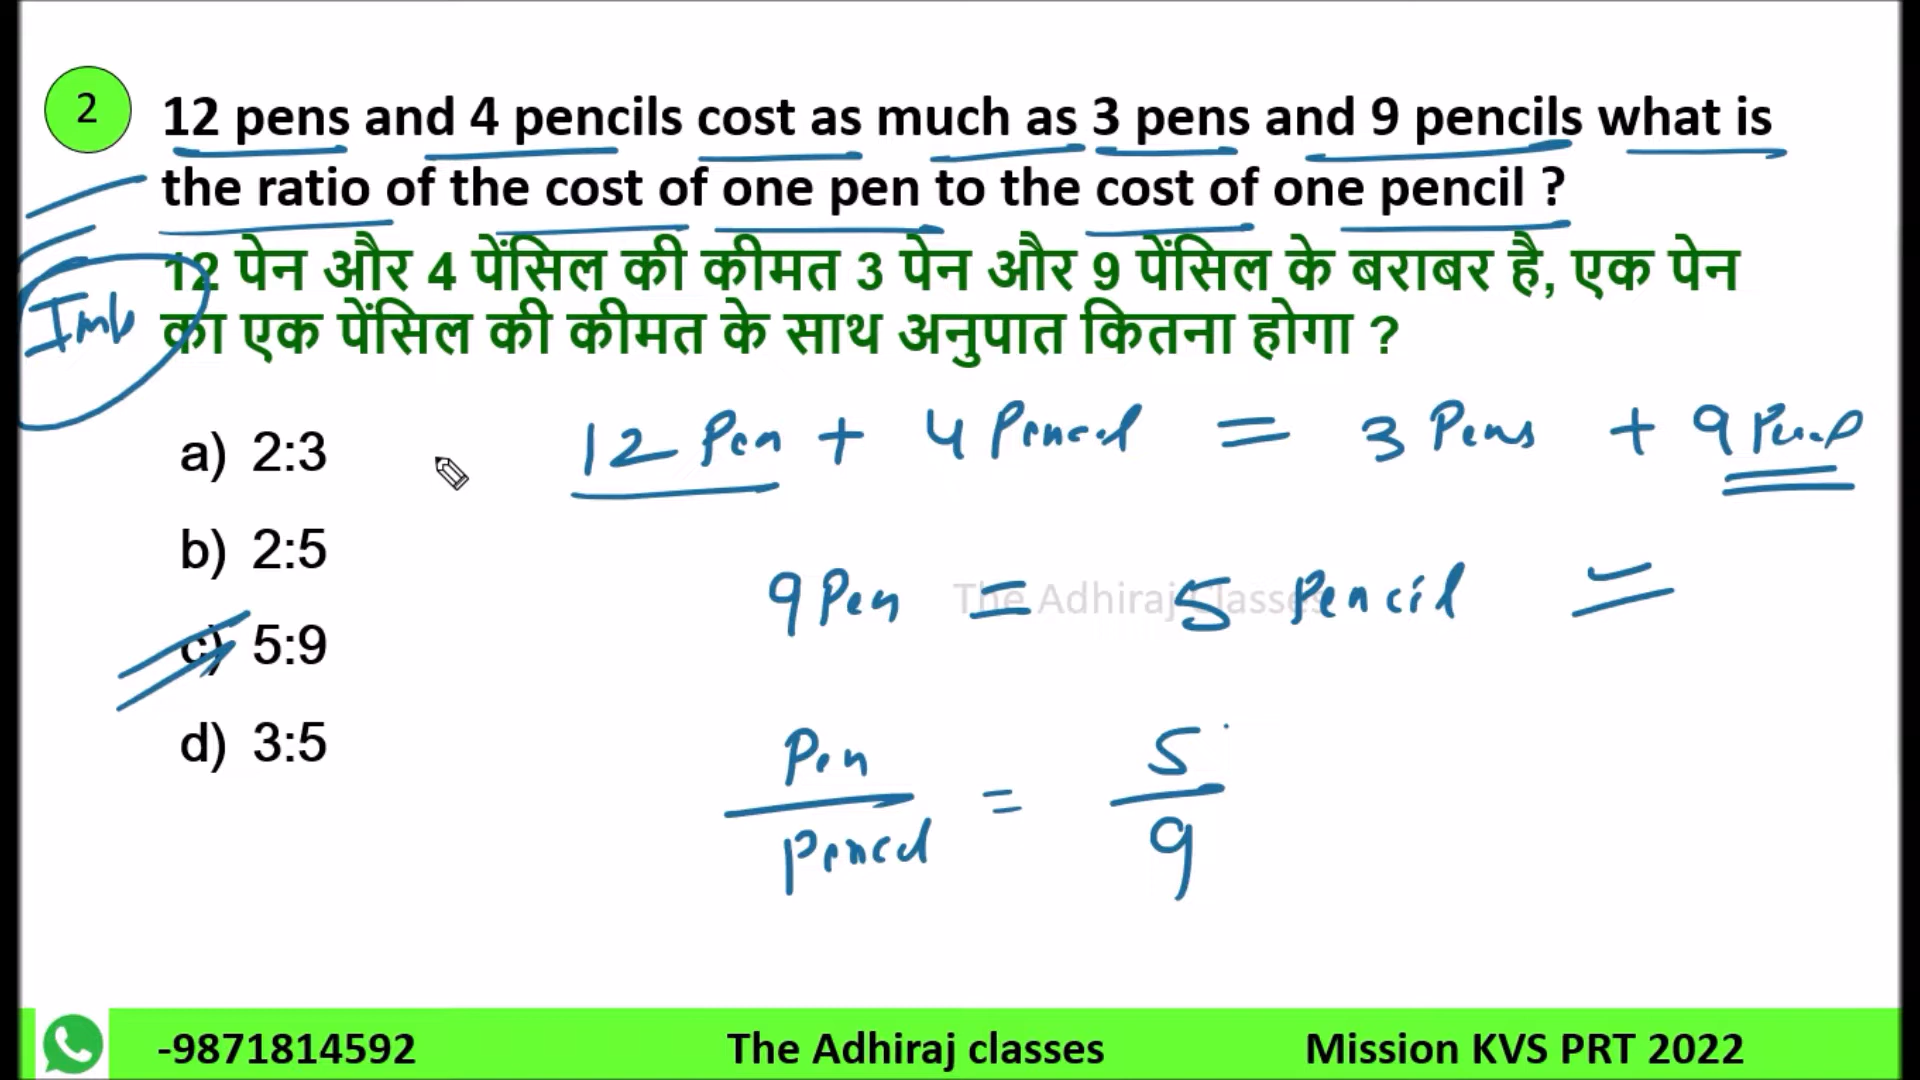 2
12 pens and 4 pencils cost as much as 3 pens and 9 pencils what is
the ratio of the cost of one pen to the cost of one pencil ?
12 पेन और 4 पेंसिल की कीमत 3 पेन और 9 पेंसिल के बराबर है, एक पेन
का एक पेंसिल की कीमत के साथ अनुपात कितना होगा ?
a) 2:3
b) 2:5
c) 5:9
d) 3:5
12 Pen + 4 Pencil = 3 Pens + 9
9 Pen = 5 Pencil =
Pen = 5
Pencil 9
The Adhiraj Classes
-9871814592 The Adhiraj classes Mission KVS PRT 2022